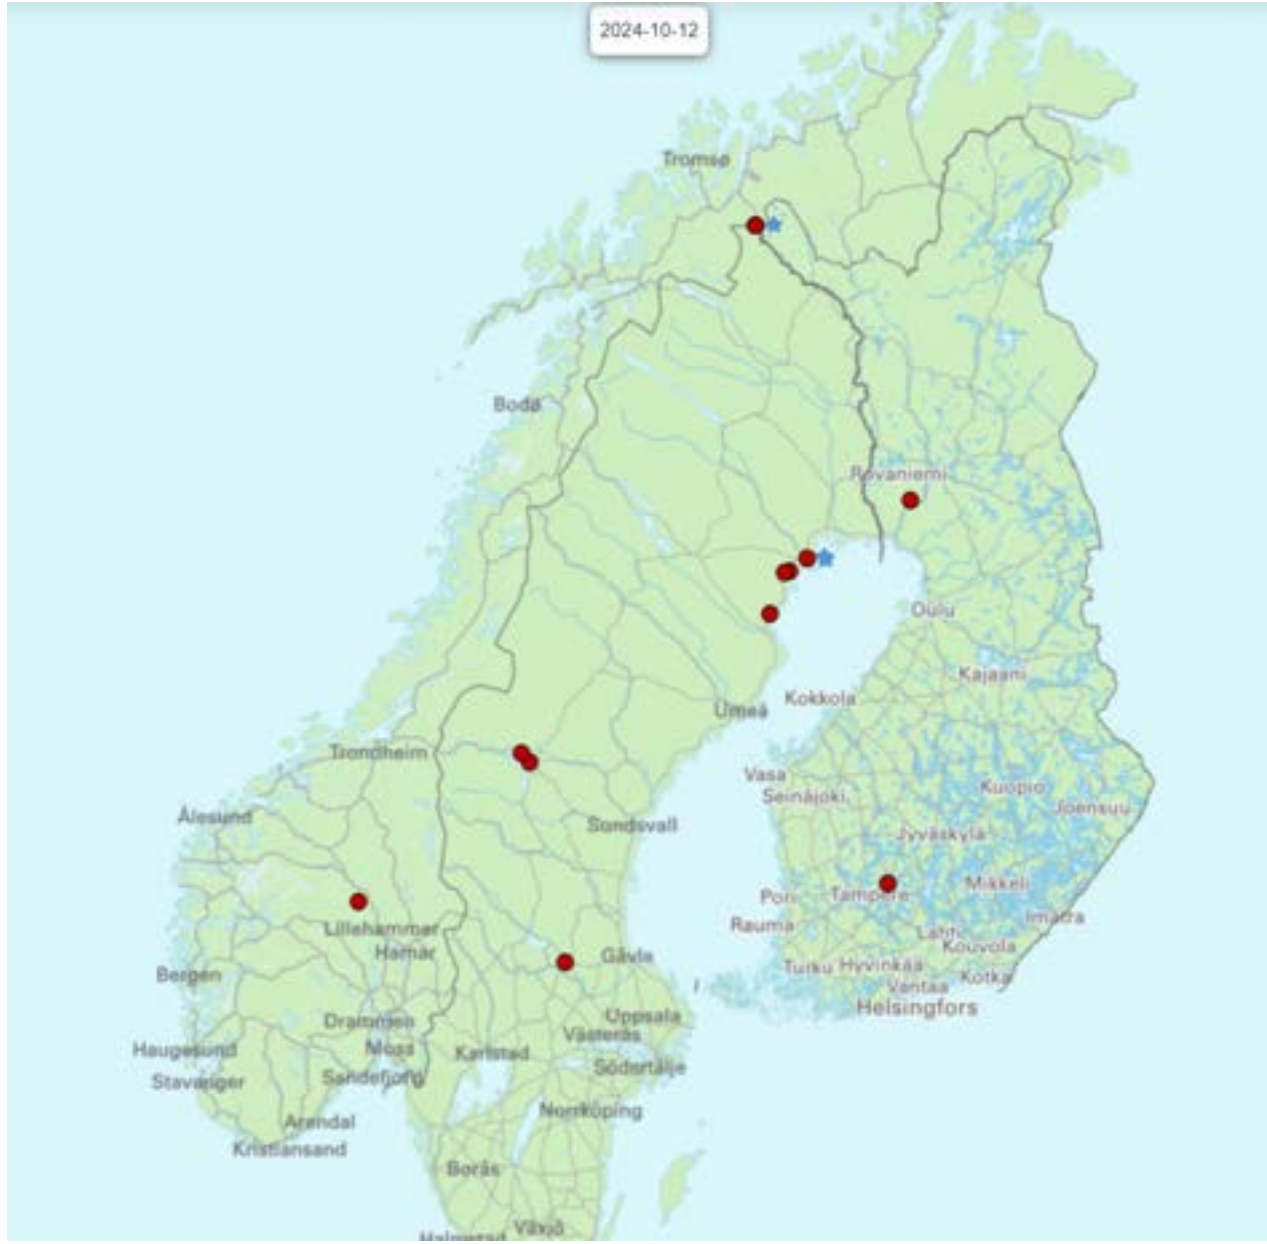 2024-10-12
Tromsø
Bodø
Rovaniemi
Oulu
Kajaani
Kokkola
Umeå
Trondheim
Vasa
Kuopio
Seinäjoki
Joensuu
Ålesund
Sundsvall
Jyväskylä
Mikkeli
Tampere
Pori
Imatra
Rauma
Lillehammer
Lahti
Kouvola
Hamar
Gävle
Turku
Hyvinkää
Bergen
Kotka
Vantaa
Helsingfors
Uppsala
Drammen
Västerås
Moss
Haugesund
Karlstad
Södertälje
Sandefjord
Stavanger
Norrköping
Arendal
Kristiansand
Borås
Växjö
Halmstad